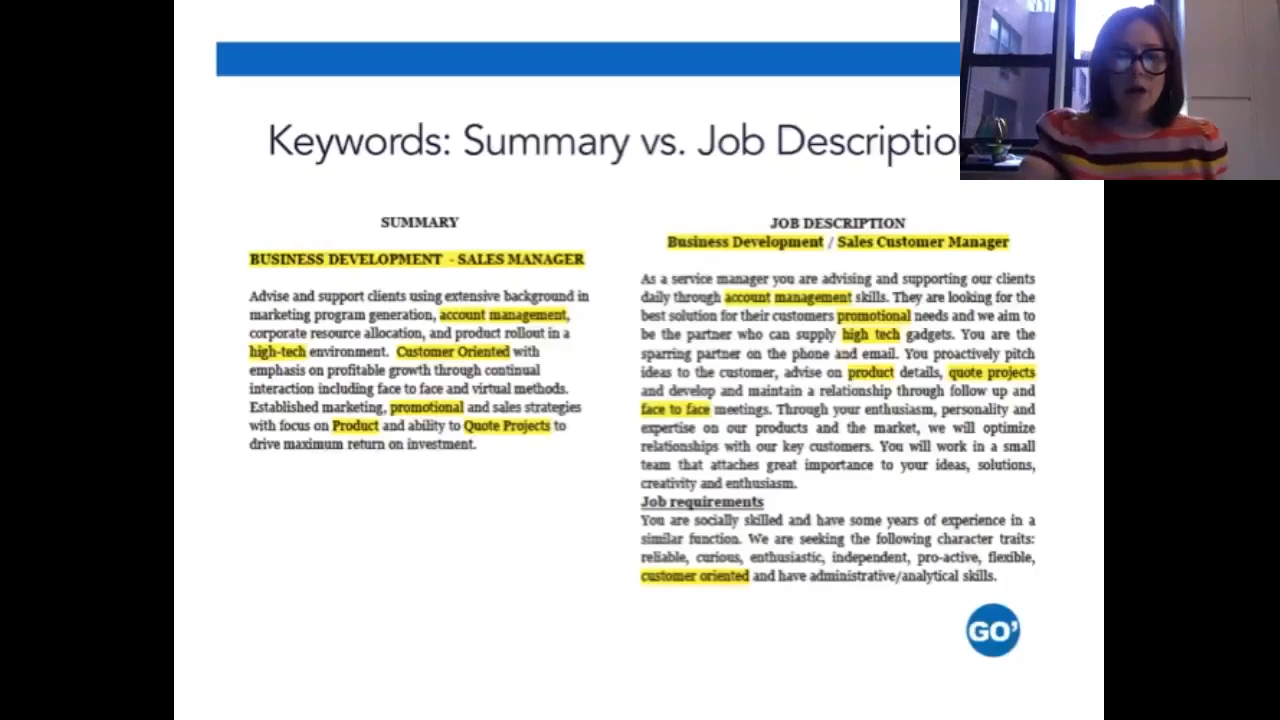 Keywords: Summary vs. Job Descriptio
SUMMARY
BUSINESS DEVELOPMENT - SALES MANAGER
Advise and support clients using extensive background in
marketing program generation, account management,
corporate resource allocation, and product rollout in a
high-tech environment. Customer Oriented with
emphasis on profitable growth through continual
interaction including face to face and virtual methods.
Established marketing, promotional and sales strategies
with focus on Product and ability to Quote Projects to
drive maximum return on investment.
JOB DESCRIPTION
Business Development / Sales Customer Manager
As a service manager you are advising and supporting our clients
daily through account management skills. They are looking for the
best solution for their customers promotional needs and we aim to
be the partner who can supply high tech gadgets. You are the
sparring partner on the phone and email. You proactively pitch
ideas to the customer, advise on product details, quote projects
and develop and maintain a relationship through follow up and
face to face meetings. Through your enthusiasm, personality and
expertise on our products and the market, we will optimize
relationships with our key customers. You will work in a small
team that attaches great importance to your ideas, solutions,
creativity and enthusiasm.
Job requirements
You are socially skilled and have some years of experience in a
similar function. We are seeking the following character traits:
reliable, curious, enthusiastic, independent, pro-active, flexible,
customer oriented and have administrative/analytical skills.
GO'